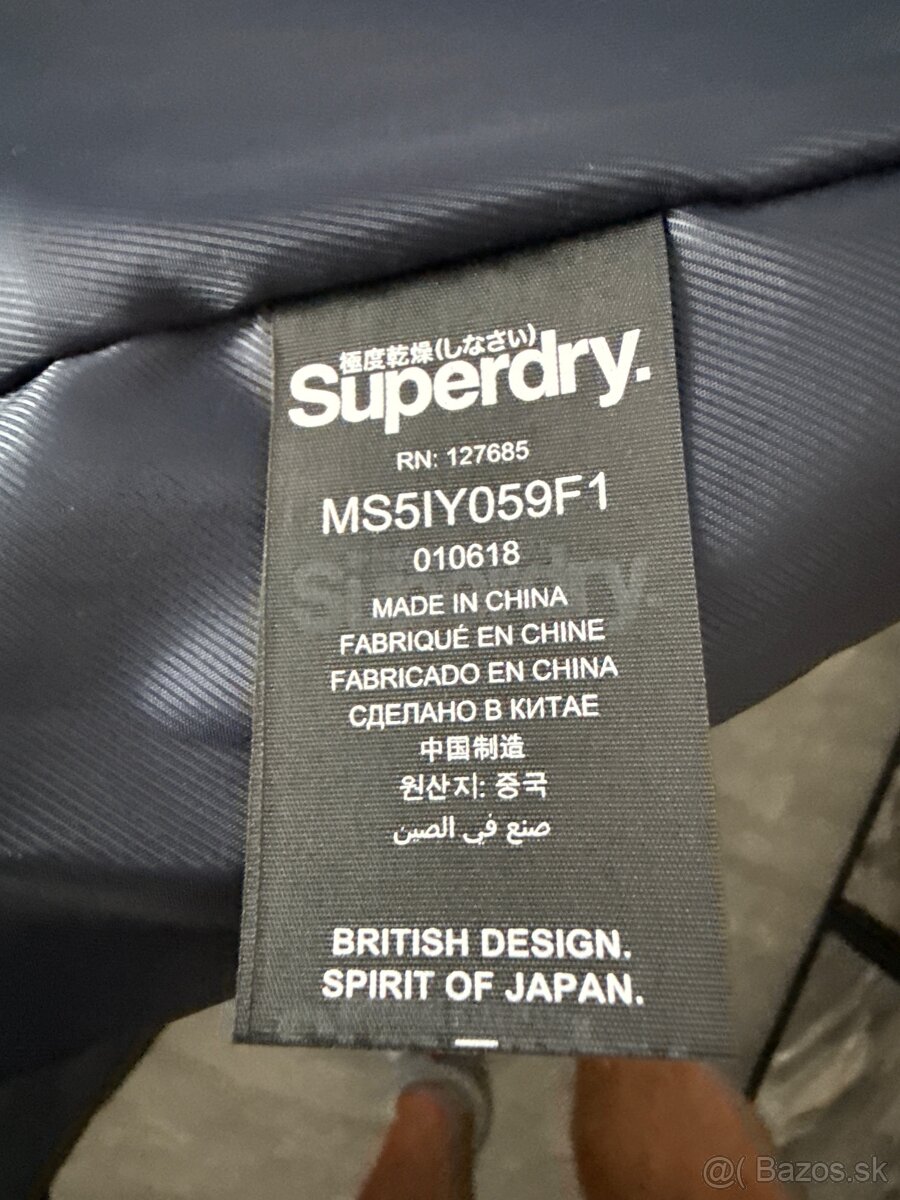 極度乾燥(しなさい)
Superdry.
RN: 127685
MS5IY059F1
010618
MADE IN CHINA
FABRIQUÉ EN CHINE
FABRICADO EN CHINA
СДЕЛАНО В КИТАЕ
中国制造
원산지: 중국
صنع في الصين
BRITISH DESIGN.
SPIRIT OF JAPAN.
@( Bazos.sk